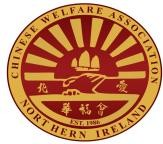 CHINESE WELFARE ASSOCIATION
北 愛
EST. 1986
華福會
NORTHERN IRELAND